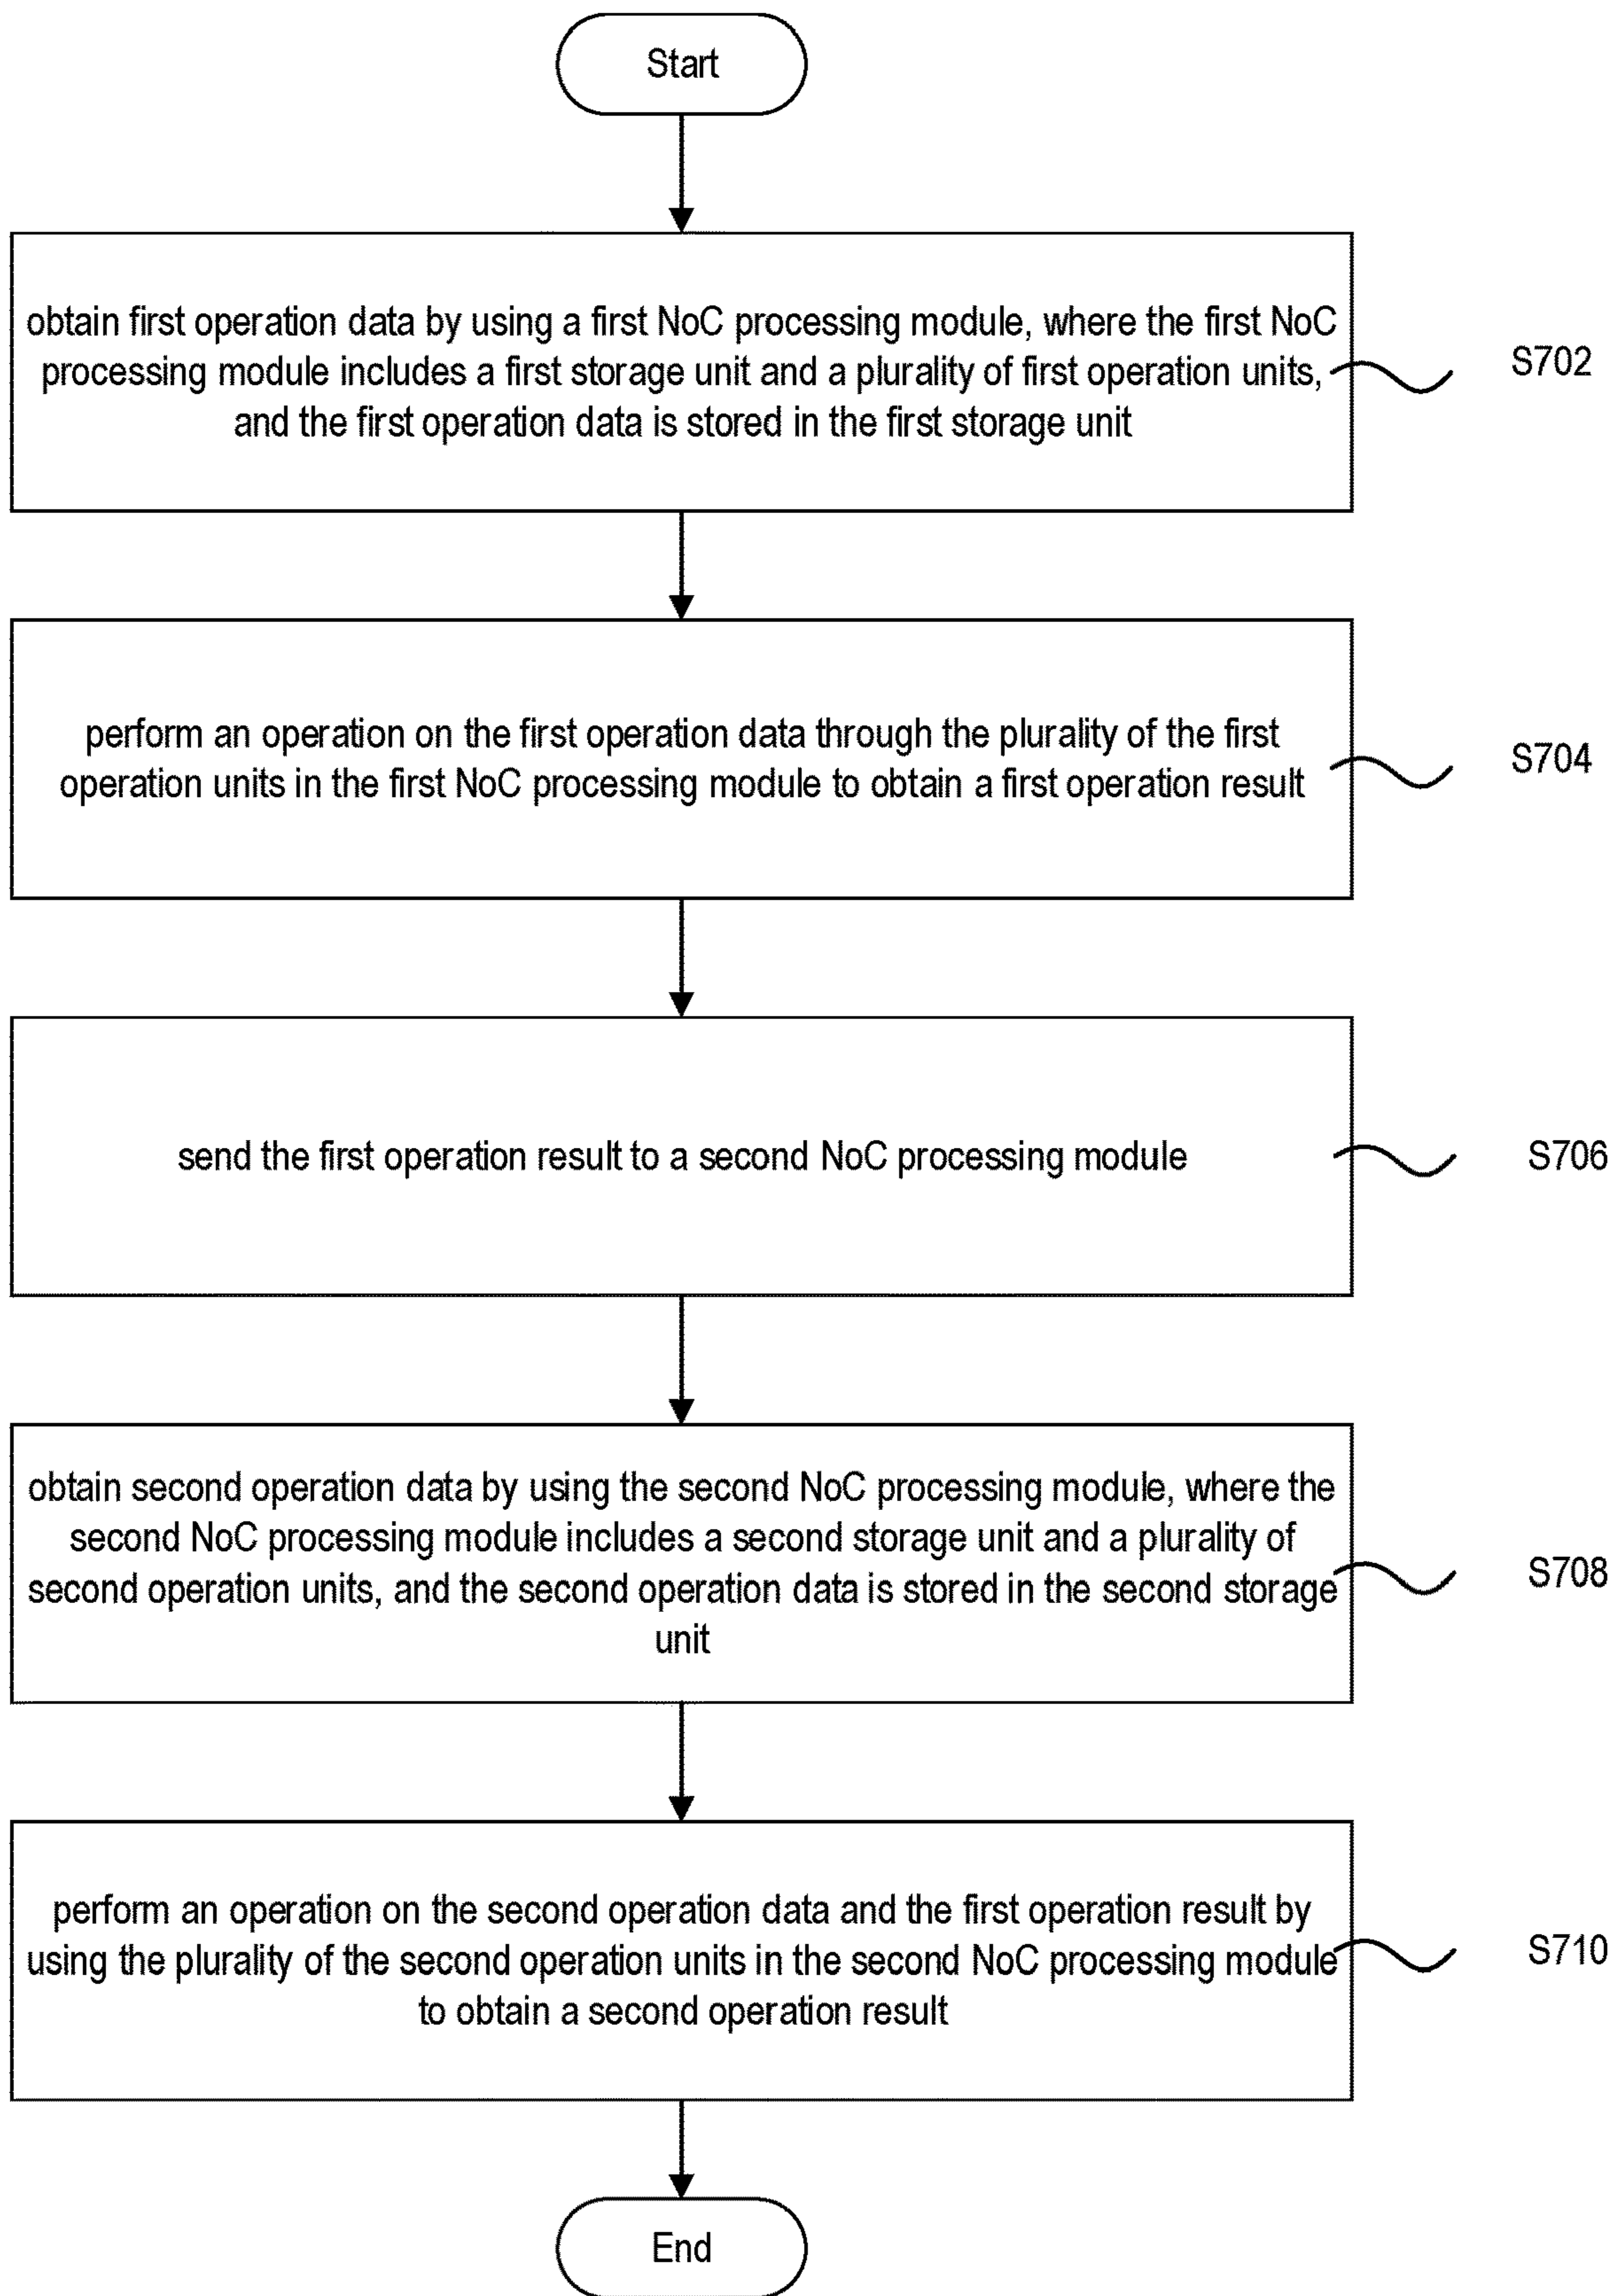 Start
obtain first operation data by using a first NoC processing module, where the first NoC
processing module includes a first storage unit and a plurality of first operation units,
and the first operation data is stored in the first storage unit
S702
perform an operation on the first operation data through the plurality of the first
operation units in the first NoC processing module to obtain a first operation result
S704
send the first operation result to a second NoC processing module
S706
obtain second operation data by using the second NoC processing module, where the
second NoC processing module includes a second storage unit and a plurality of
second operation units, and the second operation data is stored in the second storage
unit
S708
perform an operation on the second operation data and the first operation result by
using the plurality of the second operation units in the second NoC processing module
to obtain a second operation result
S710
End